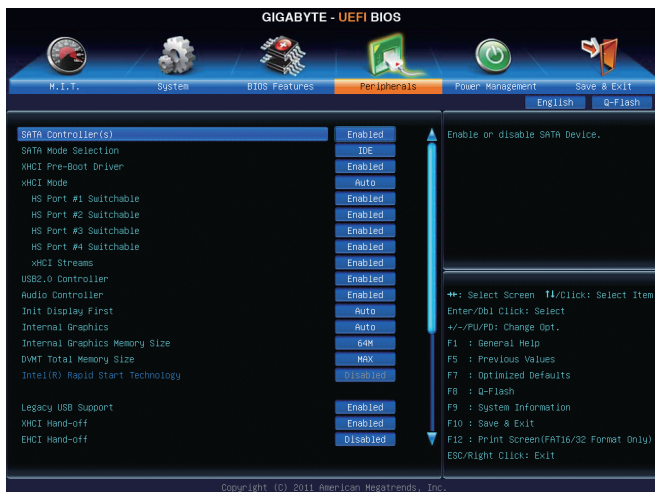 GIGABYTE - UEFI BIOS
M.I.T. System BIOS Features Peripherals Power Management Save & Exit
English Q-Flash
SATA Controller(s) Enabled
SATA Mode Selection IDE
XHCI Pre-Boot Driver Enabled
xHCI Mode Auto
HS Port #1 Switchable Enabled
HS Port #2 Switchable Enabled
HS Port #3 Switchable Enabled
HS Port #4 Switchable Enabled
xHCI Streams Enabled
USB2.0 Controller Enabled
Audio Controller Enabled
Init Display First Auto
Internal Graphics Auto
Internal Graphics Memory Size 64M
DVMT Total Memory Size MAX
Intel(R) Rapid Start Technology Disabled
Legacy USB Support Enabled
XHCI Hand-off Enabled
EHCI Hand-off Disabled
Enable or disable SATA Device.
→←: Select Screen ↑↓/Click: Select Item
Enter/Dbl Click: Select
+/-/PU/PD: Change Opt.
F1 : General Help
F5 : Previous Values
F7 : Optimized Defaults
F8 : Q-Flash
F9 : System Information
F10 : Save & Exit
F12 : Print Screen(FAT16/32 Format Only)
ESC/Right Click: Exit
Copyright (C) 2011 American Megatrends, Inc.